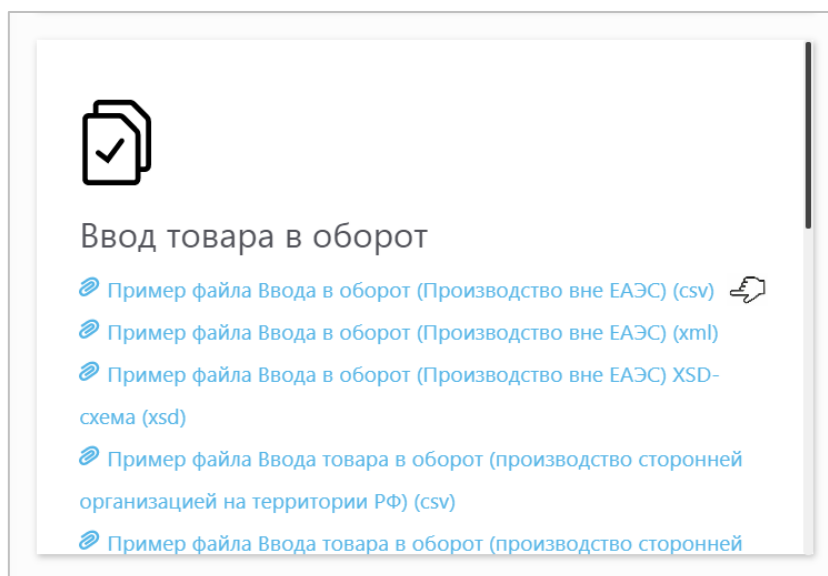 Ввод товара в оборот
Пример файла Ввода в оборот (Производство вне ЕАЭС) (csv)
Пример файла Ввода в оборот (Производство вне ЕАЭС) (xml)
Пример файла Ввода в оборот (Производство вне ЕАЭС) XSD-
схема (xsd)
Пример файла Ввода товара в оборот (производство сторонней
организацией на территории РФ) (csv)
Пример файла Ввода товара в оборот (производство сторонней